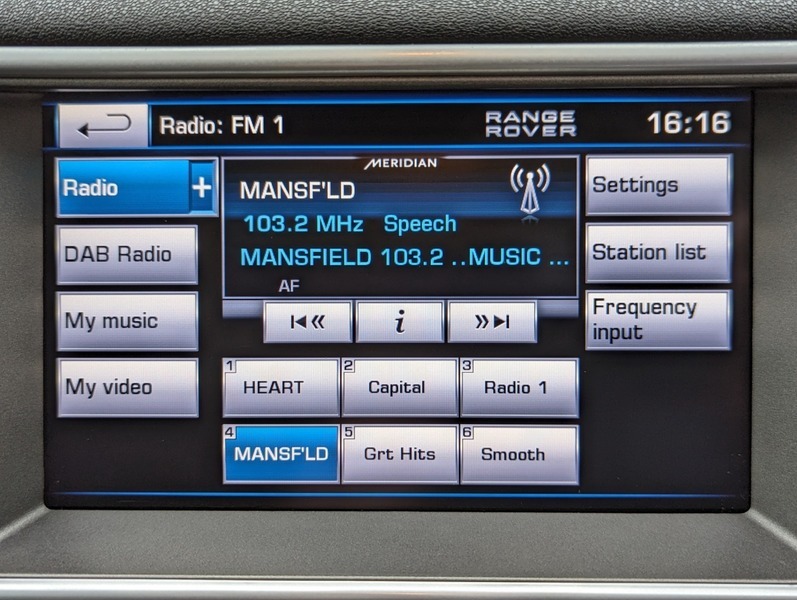 Radio: FM 1
RANGE
ROVER
16:16
Radio +
MERIDIAN
MANSF'LD
103.2 MHz Speech
MANSFIELD 103.2 ..MUSIC ...
AF
Settings
DAB Radio
Station list
My music
i
Frequency
input
My video
1 HEART
2 Capital
3 Radio 1
4 MANSF'LD
5 Grt Hits
6 Smooth